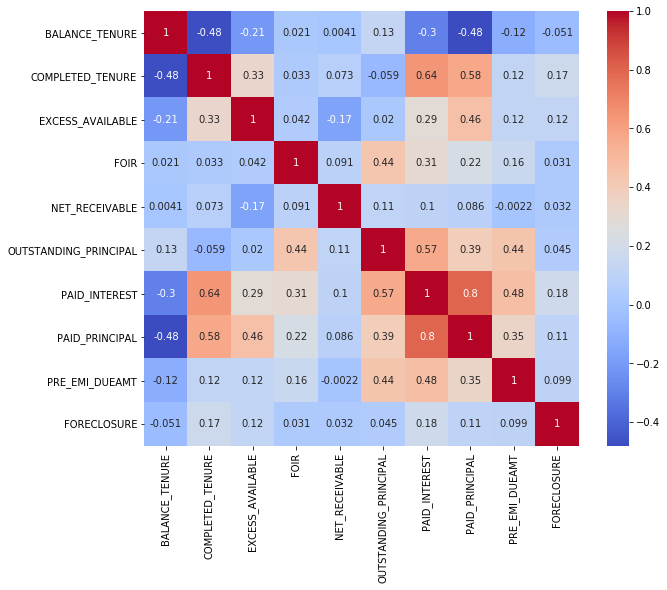 BALANCE_TENURE 1 -0.48 -0.21 0.021 0.0041 0.13 -0.3 -0.48 -0.12 -0.051
COMPLETED_TENURE -0.48 1 0.33 0.033 0.073 -0.059 0.64 0.58 0.12 0.17
EXCESS_AVAILABLE -0.21 0.33 1 0.042 -0.17 0.02 0.29 0.46 0.12 0.12
FOIR 0.021 0.033 0.042 1 0.091 0.44 0.31 0.22 0.16 0.031
NET_RECEIVABLE 0.0041 0.073 -0.17 0.091 1 0.11 0.1 0.086 -0.0022 0.032
OUTSTANDING_PRINCIPAL 0.13 -0.059 0.02 0.44 0.11 1 0.57 0.39 0.44 0.045
PAID_INTEREST -0.3 0.64 0.29 0.31 0.1 0.57 1 0.8 0.48 0.18
PAID_PRINCIPAL -0.48 0.58 0.46 0.22 0.086 0.39 0.8 1 0.35 0.11
PRE_EMI_DUEAMT -0.12 0.12 0.12 0.16 -0.0022 0.44 0.48 0.35 1 0.099
FORECLOSURE -0.051 0.17 0.12 0.031 0.032 0.045 0.18 0.11 0.099 1
BALANCE_TENURE
COMPLETED_TENURE
EXCESS_AVAILABLE
FOIR
NET_RECEIVABLE
OUTSTANDING_PRINCIPAL
PAID_INTEREST
PAID_PRINCIPAL
PRE_EMI_DUEAMT
FORECLOSURE
1.0
0.8
0.6
0.4
0.2
0.0
−0.2
−0.4